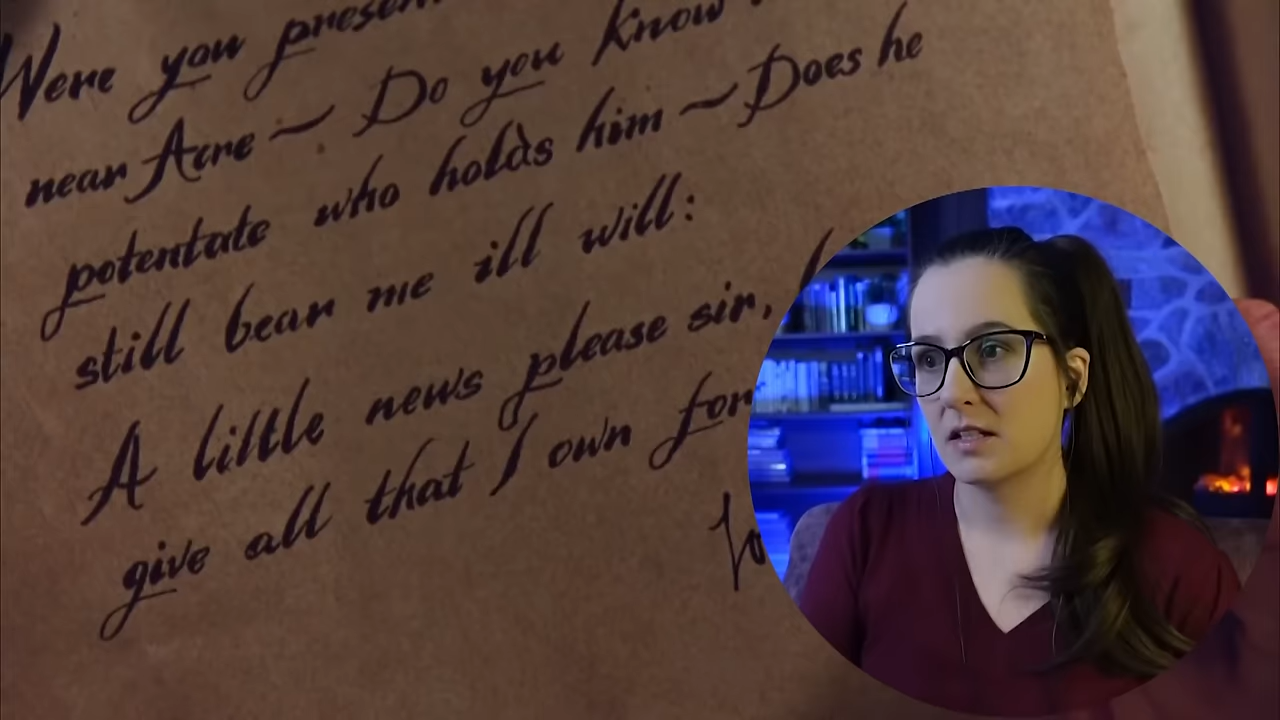 Were you presen
near Acre ~ Do you know
potentate who holds him ~ Does he
still bear me ill will:
A little news please sir,
give all that I own for